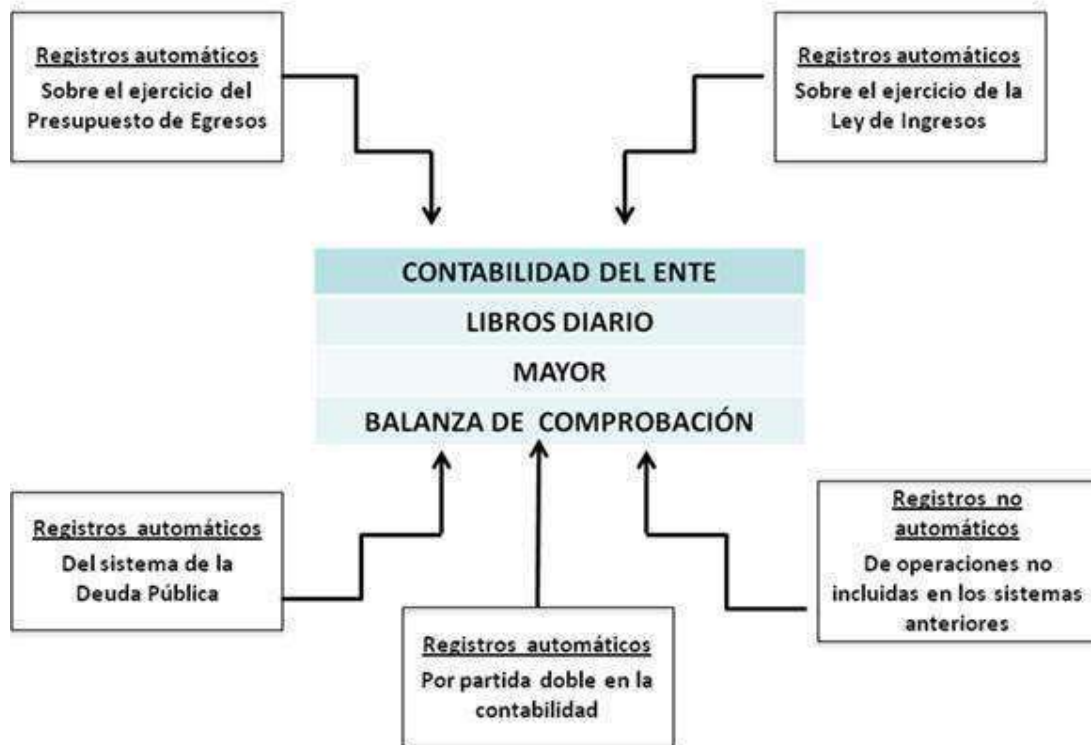 Registros automáticos
Sobre el ejercicio del
Presupuesto de Egresos
Registros automáticos
Sobre el ejercicio de la
Ley de Ingresos
CONTABILIDAD DEL ENTE
LIBROS DIARIO
MAYOR
BALANZA DE COMPROBACIÓN
Registros automáticos
Del sistema de la
Deuda Pública
Registros automáticos
Por partida doble en la
contabilidad
Registros no
automáticos
De operaciones no
incluidas en los sistemas
anteriores